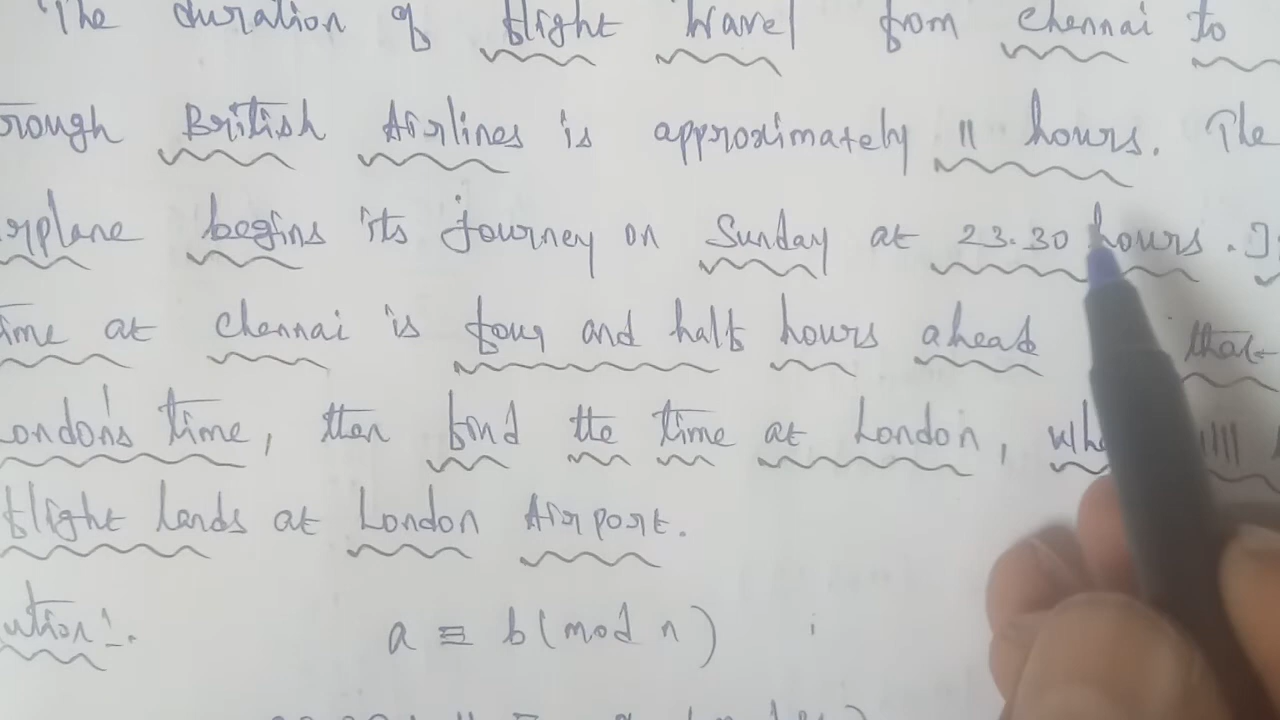 The duration of flight travel from Chennai to
rough British Airlines is approximately 11 hours. The
rplane begins its journey on Sunday at 23.30 hours. I
ime at chennai is four and half hours ahead that
ondon's time, then find the time at London,
flight lands at London Airport.
ution:
a ≡ b (mod n)